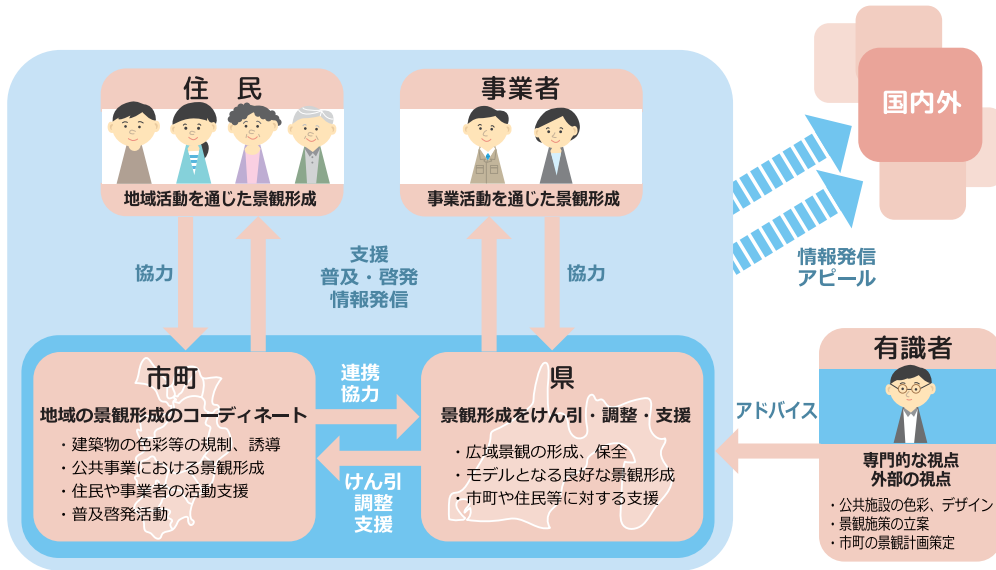 住　民
地域活動を通じた景観形成
事業者
事業活動を通じた景観形成
国内外
情報発信
アピール
協力
支援
普及・啓発
情報発信
協力
市町
地域の景観形成のコーディネート
・建築物の色彩等の規制、誘導
・公共事業における景観形成
・住民や事業者の活動支援
・普及啓発活動
連携
協力
けん引
調整
支援
県
景観形成をけん引・調整・支援
・広域景観の形成、保全
・モデルとなる良好な景観形成
・市町や住民等に対する支援
アドバイス
有識者
専門的な視点
外部の視点
・公共施設の色彩、デザイン
・景観施策の立案
・市町の景観計画策定